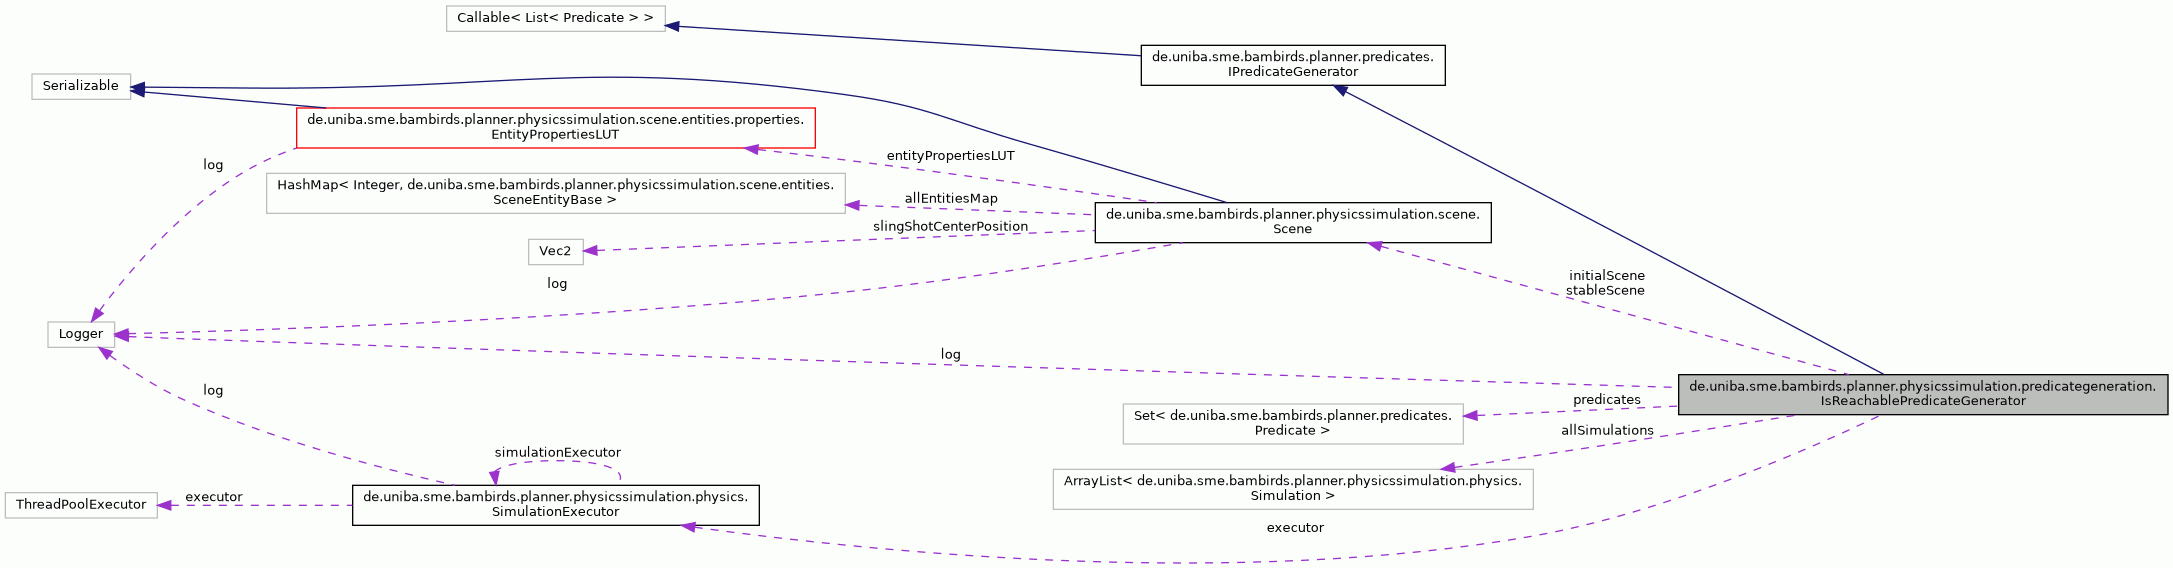 Callable< List< Predicate > >
de.uniba.sme.bambirds.planner.predicates.
IPredicateGenerator
Serializable
de.uniba.sme.bambirds.planner.physicssimulation.scene.entities.properties.
EntityPropertiesLUT
entityPropertiesLUT
log
HashMap< Integer, de.uniba.sme.bambirds.planner.physicssimulation.scene.entities.
SceneEntityBase >
allEntitiesMap
de.uniba.sme.bambirds.planner.physicssimulation.scene.
Scene
slingShotCenterPosition
Vec2
initialScene
stableScene
log
Logger
log
de.uniba.sme.bambirds.planner.physicssimulation.predicategeneration.
IsReachablePredicateGenerator
log
predicates
Set< de.uniba.sme.bambirds.planner.predicates.
Predicate >
allSimulations
simulationExecutor
ArrayList< de.uniba.sme.bambirds.planner.physicssimulation.physics.
Simulation >
ThreadPoolExecutor
executor
de.uniba.sme.bambirds.planner.physicssimulation.physics.
SimulationExecutor
executor